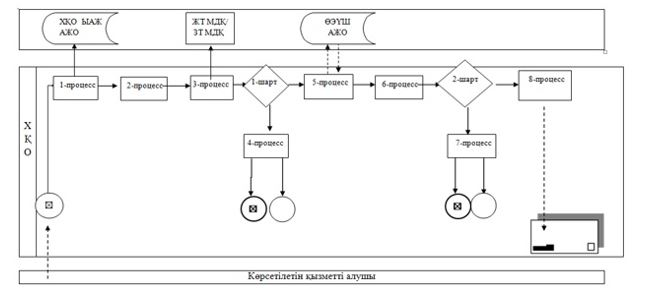 ХҚО ЫАЖ
АЖО
ЖТ МДҚ/
ЗТ МДҚ
ӨЭҮШ
АЖО
1-процесс
2-процесс
3-процесс
1-шарт
5-процесс
6-процесс
2-шарт
8-процесс
4-процесс
7-процесс
Х
Қ
О
Көрсетілетін қызметті алушы